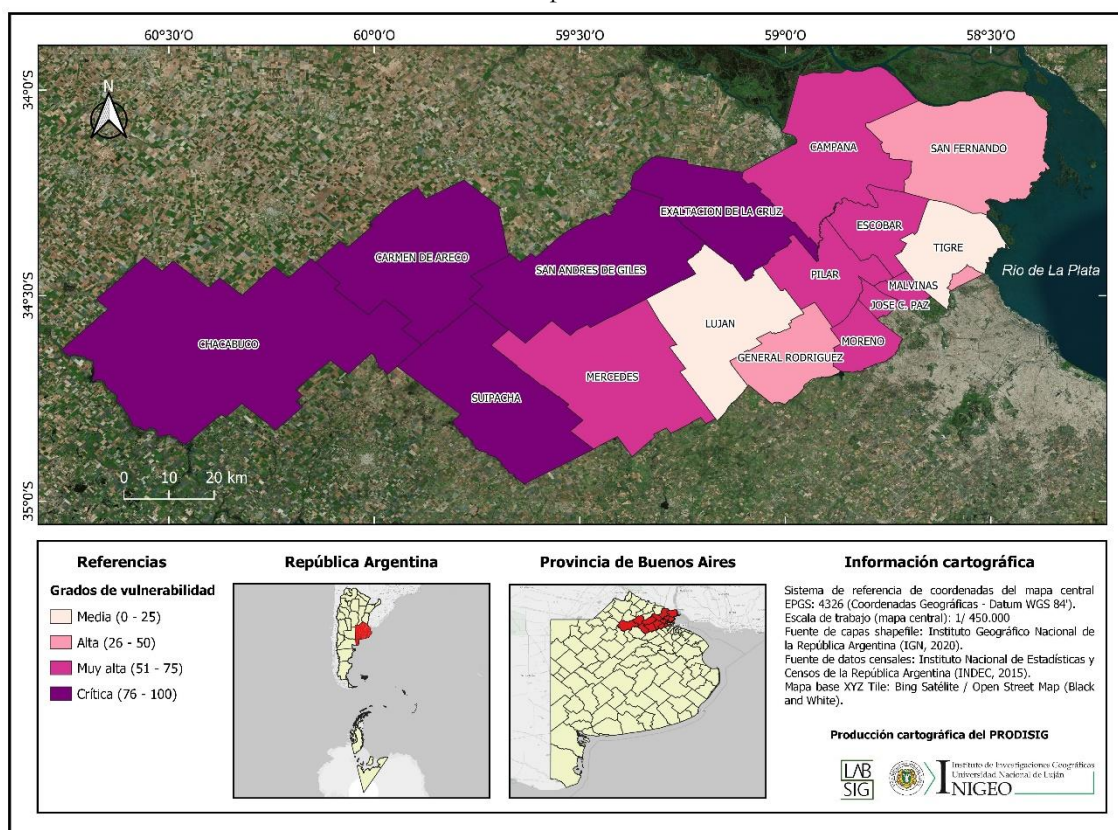 60°30'O 60°0'O 59°30'O 59°0'O 58°30'O
34°0'S
34°30'S
35°0'S
N
CAMPANA
SAN FERNANDO
EXALTACION DE LA CRUZ
ESCOBAR
TIGRE
CARMEN DE ARECO
SAN ANDRES DE GILES
PILAR
MALVINAS
Rio de La Plata
JOSE C. PAZ
LUJAN
MORENO
CHACABUCO
GENERAL RODRIGUEZ
MERCEDES
SUIPACHA
0 10 20 km
Referencias
Grados de vulnerabilidad
Media (0 - 25)
Alta (26 - 50)
Muy alta (51 - 75)
Crítica (76 - 100)
República Argentina
Provincia de Buenos Aires
Información cartográfica
Sistema de referencia de coordenadas del mapa central
EPGS: 4326 (Coordenadas Geográficas - Datum WGS 84').
Escala de trabajo (mapa central): 1/ 450.000
Fuente de capas shapefile: Instituto Geográfico Nacional de
la República Argentina (IGN, 2020).
Fuente de datos censales: Instituto Nacional de Estadísticas y
Censos de la República Argentina (INDEC, 2015).
Mapa base XYZ Tile: Bing Satélite / Open Street Map (Black
and White).
Producción cartográfica del PRODISIG
LAB
SIG
Instituto de Investigaciones Geográficas
Universidad Nacional de Luján
INIGEO